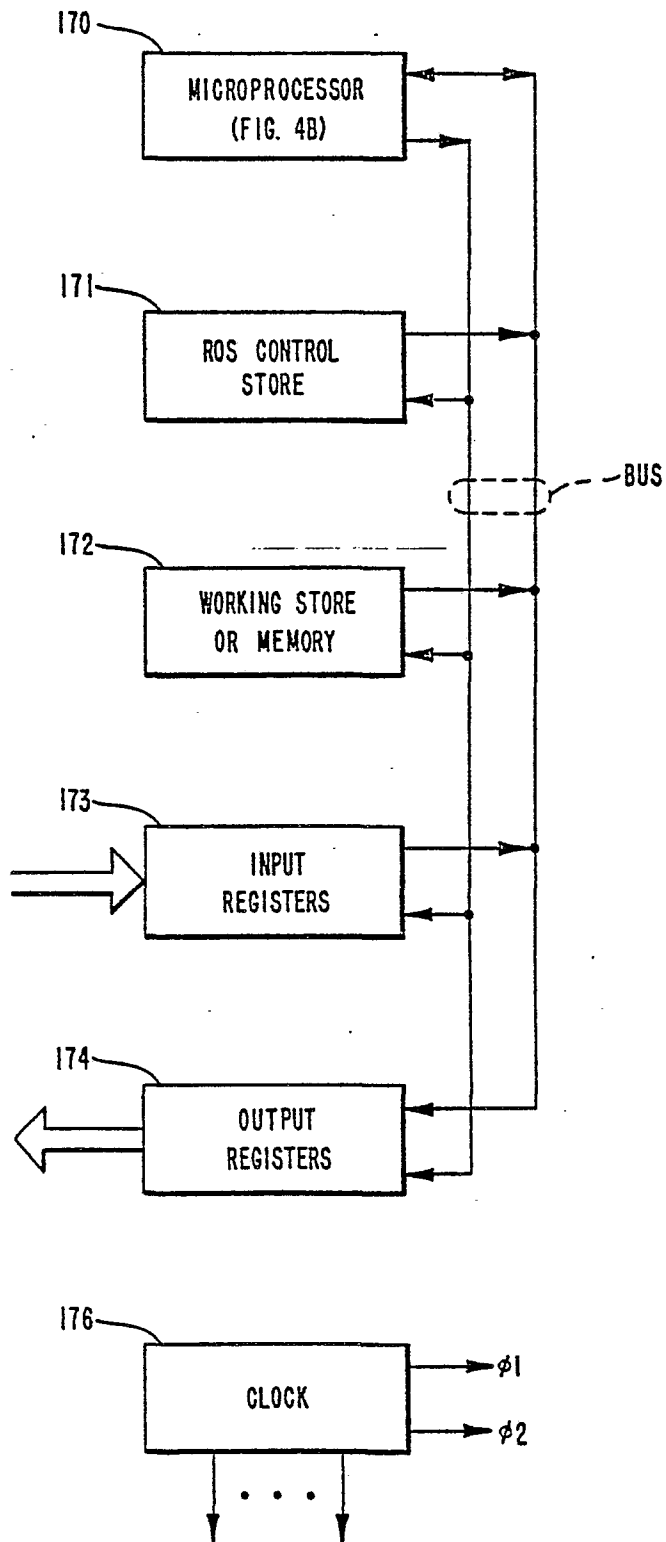 170
MICROPROCESSOR
(FIG. 4B)
171
ROS CONTROL
STORE
BUS
172
WORKING STORE
OR MEMORY
173
INPUT
REGISTERS
174
OUTPUT
REGISTERS
176
CLOCK
φ1
φ2